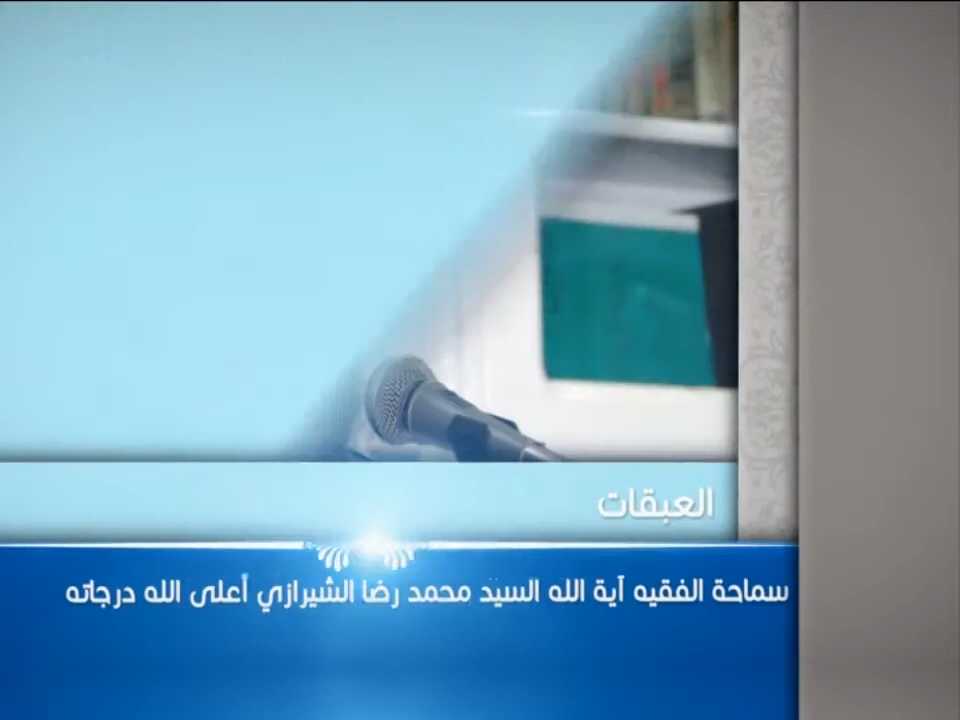 العبقات
سماحة الفقيه آية الله السيد محمد رضا الشيرازي أعلى الله درجاته